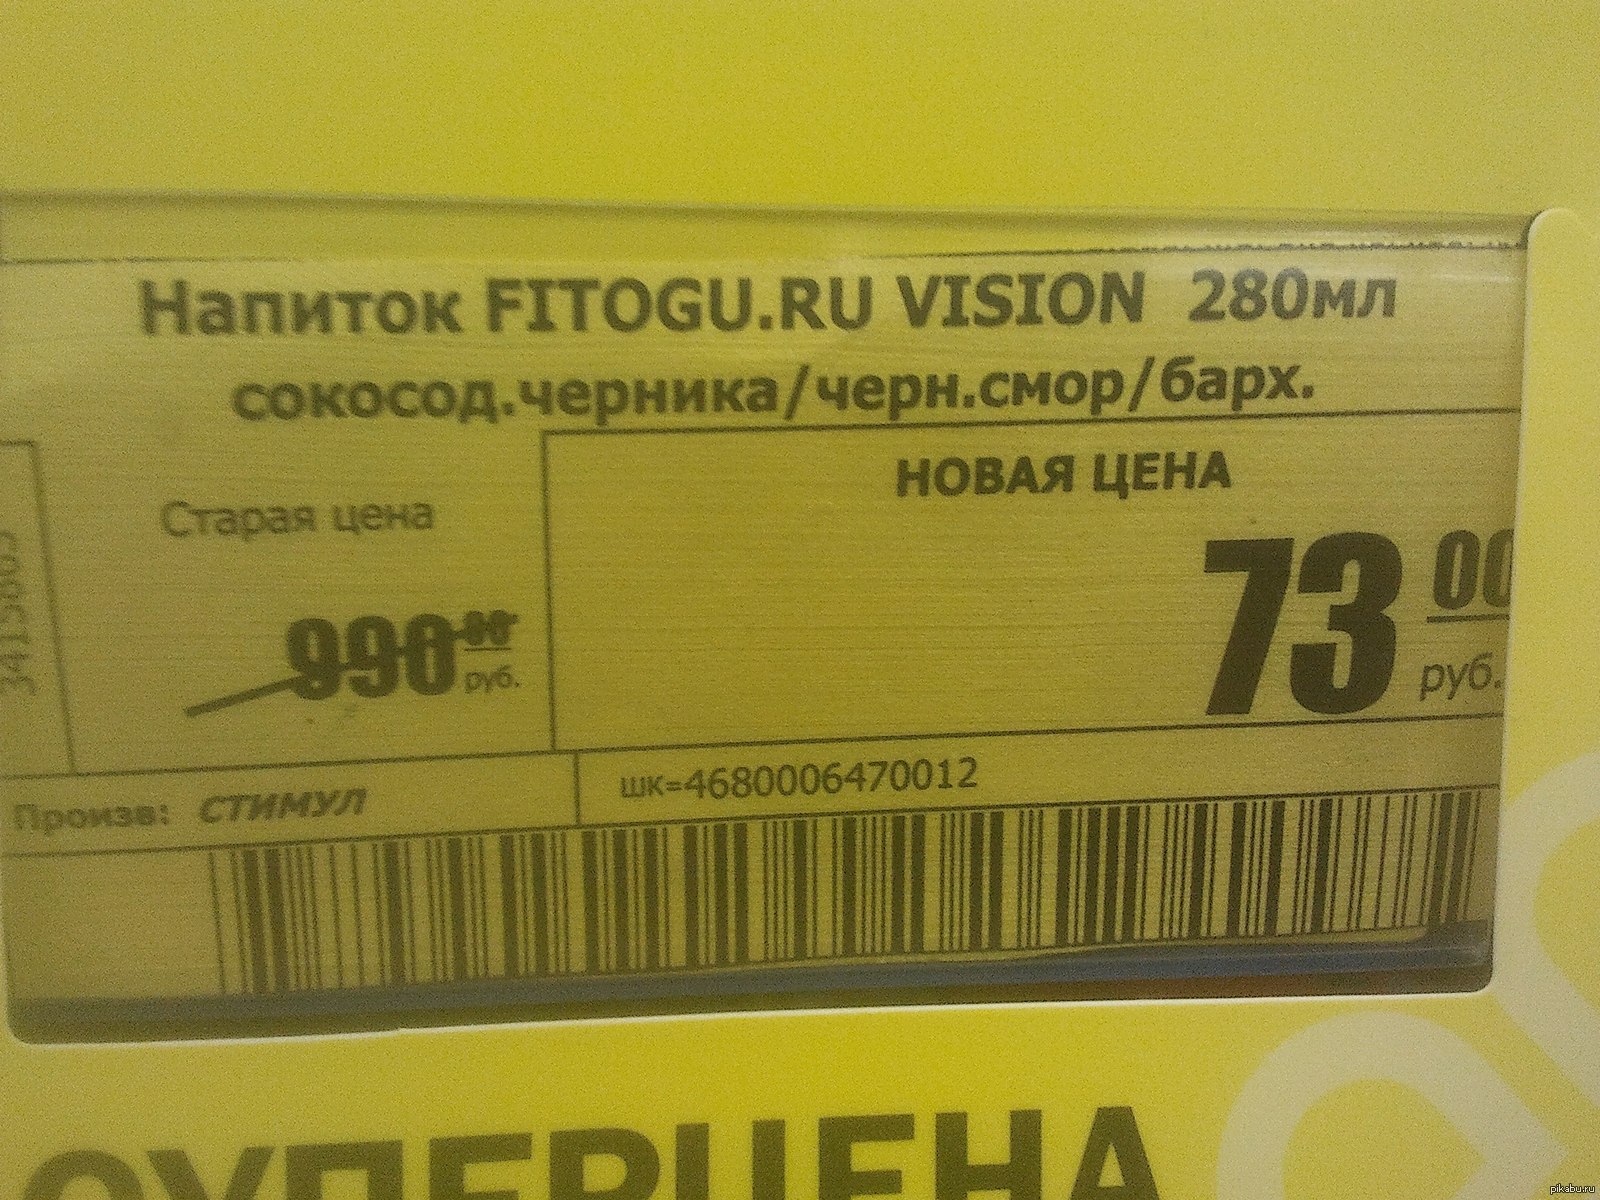 Напиток FITOGU.RU VISION 280мл
сокосод.черника/черн.смор/барх.
Старая цена
990 00
руб.
НОВАЯ ЦЕНА
73 00
руб.
Произв: СТИМУЛ
шк=4680006470012
СУПЕРЦЕНА
pikabu.ru